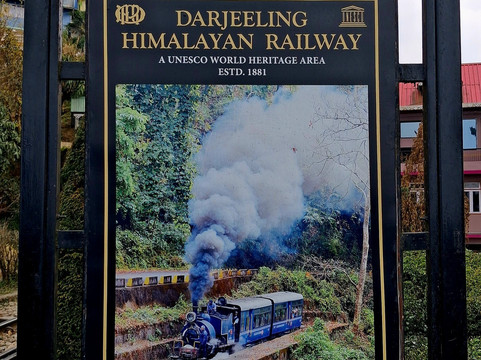 DARJEELING
HIMALAYAN RAILWAY
A UNESCO WORLD HERITAGE AREA
ESTD. 1881